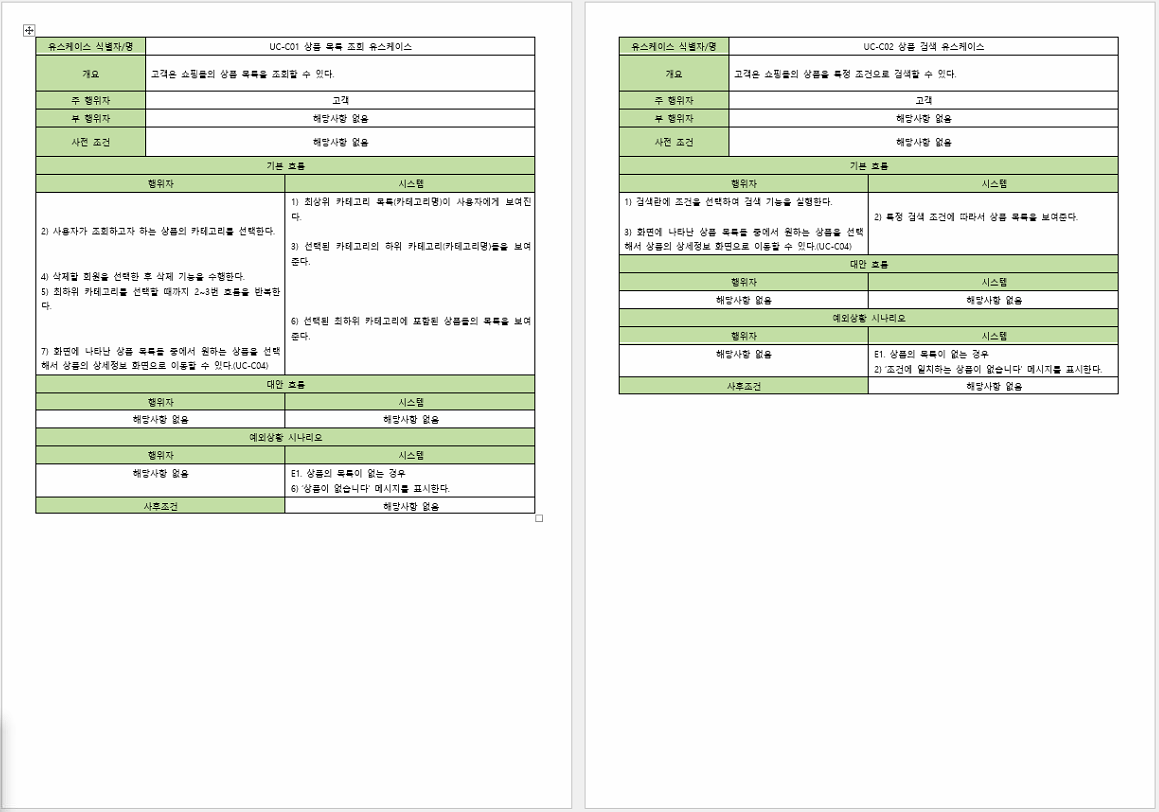 유스케이스 식별자/명 UC-C01 상품 목록 조회 유스케이스
개요 고객은 쇼핑몰의 상품 목록을 조회할 수 있다.
주 행위자 고객
부 행위자 해당사항 없음
사전 조건 해당사항 없음
기본 흐름
행위자 시스템
1) 최상위 카테고리 목록(카테고리명)이 사용자에게 보여진
다.
2) 사용자가 조회하고자 하는 상품의 카테고리를 선택한다.
3) 선택된 카테고리의 하위 카테고리(카테고리명)들을 보여
준다.
4) 삭제할 회원을 선택한 후 삭제 기능을 수행한다.
5) 최하위 카테고리를 선택할 때까지 2~3번 흐름을 반복한
다.
6) 선택된 최하위 카테고리에 포함된 상품들의 목록을 보여
준다.
7) 화면에 나타난 상품 목록들 중에서 원하는 상품을 선택
해서 상품의 상세정보 화면으로 이동할 수 있다.(UC-C04)
대안 흐름
행위자 시스템
해당사항 없음 해당사항 없음
예외상황 시나리오
행위자 시스템
해당사항 없음 E1. 상품의 목록이 없는 경우
6) '상품이 없습니다' 메시지를 표시한다.
사후조건 해당사항 없음
유스케이스 식별자/명 UC-C02 상품 검색 유스케이스
개요 고객은 쇼핑몰의 상품을 특정 조건으로 검색할 수 있다.
주 행위자 고객
부 행위자 해당사항 없음
사전 조건 해당사항 없음
기본 흐름
행위자 시스템
1) 검색란에 조건을 선택하여 검색 기능을 실행한다.
2) 특정 검색 조건에 따라서 상품 목록을 보여준다.
3) 화면에 나타난 상품 목록들 중에서 원하는 상품을 선택
해서 상품의 상세정보 화면으로 이동할 수 있다.(UC-C04)
대안 흐름
행위자 시스템
해당사항 없음 해당사항 없음
예외상황 시나리오
행위자 시스템
해당사항 없음 E1. 상품의 목록이 없는 경우
2) '조건에 일치하는 상품이 없습니다' 메시지를 표시한다.
사후조건 해당사항 없음